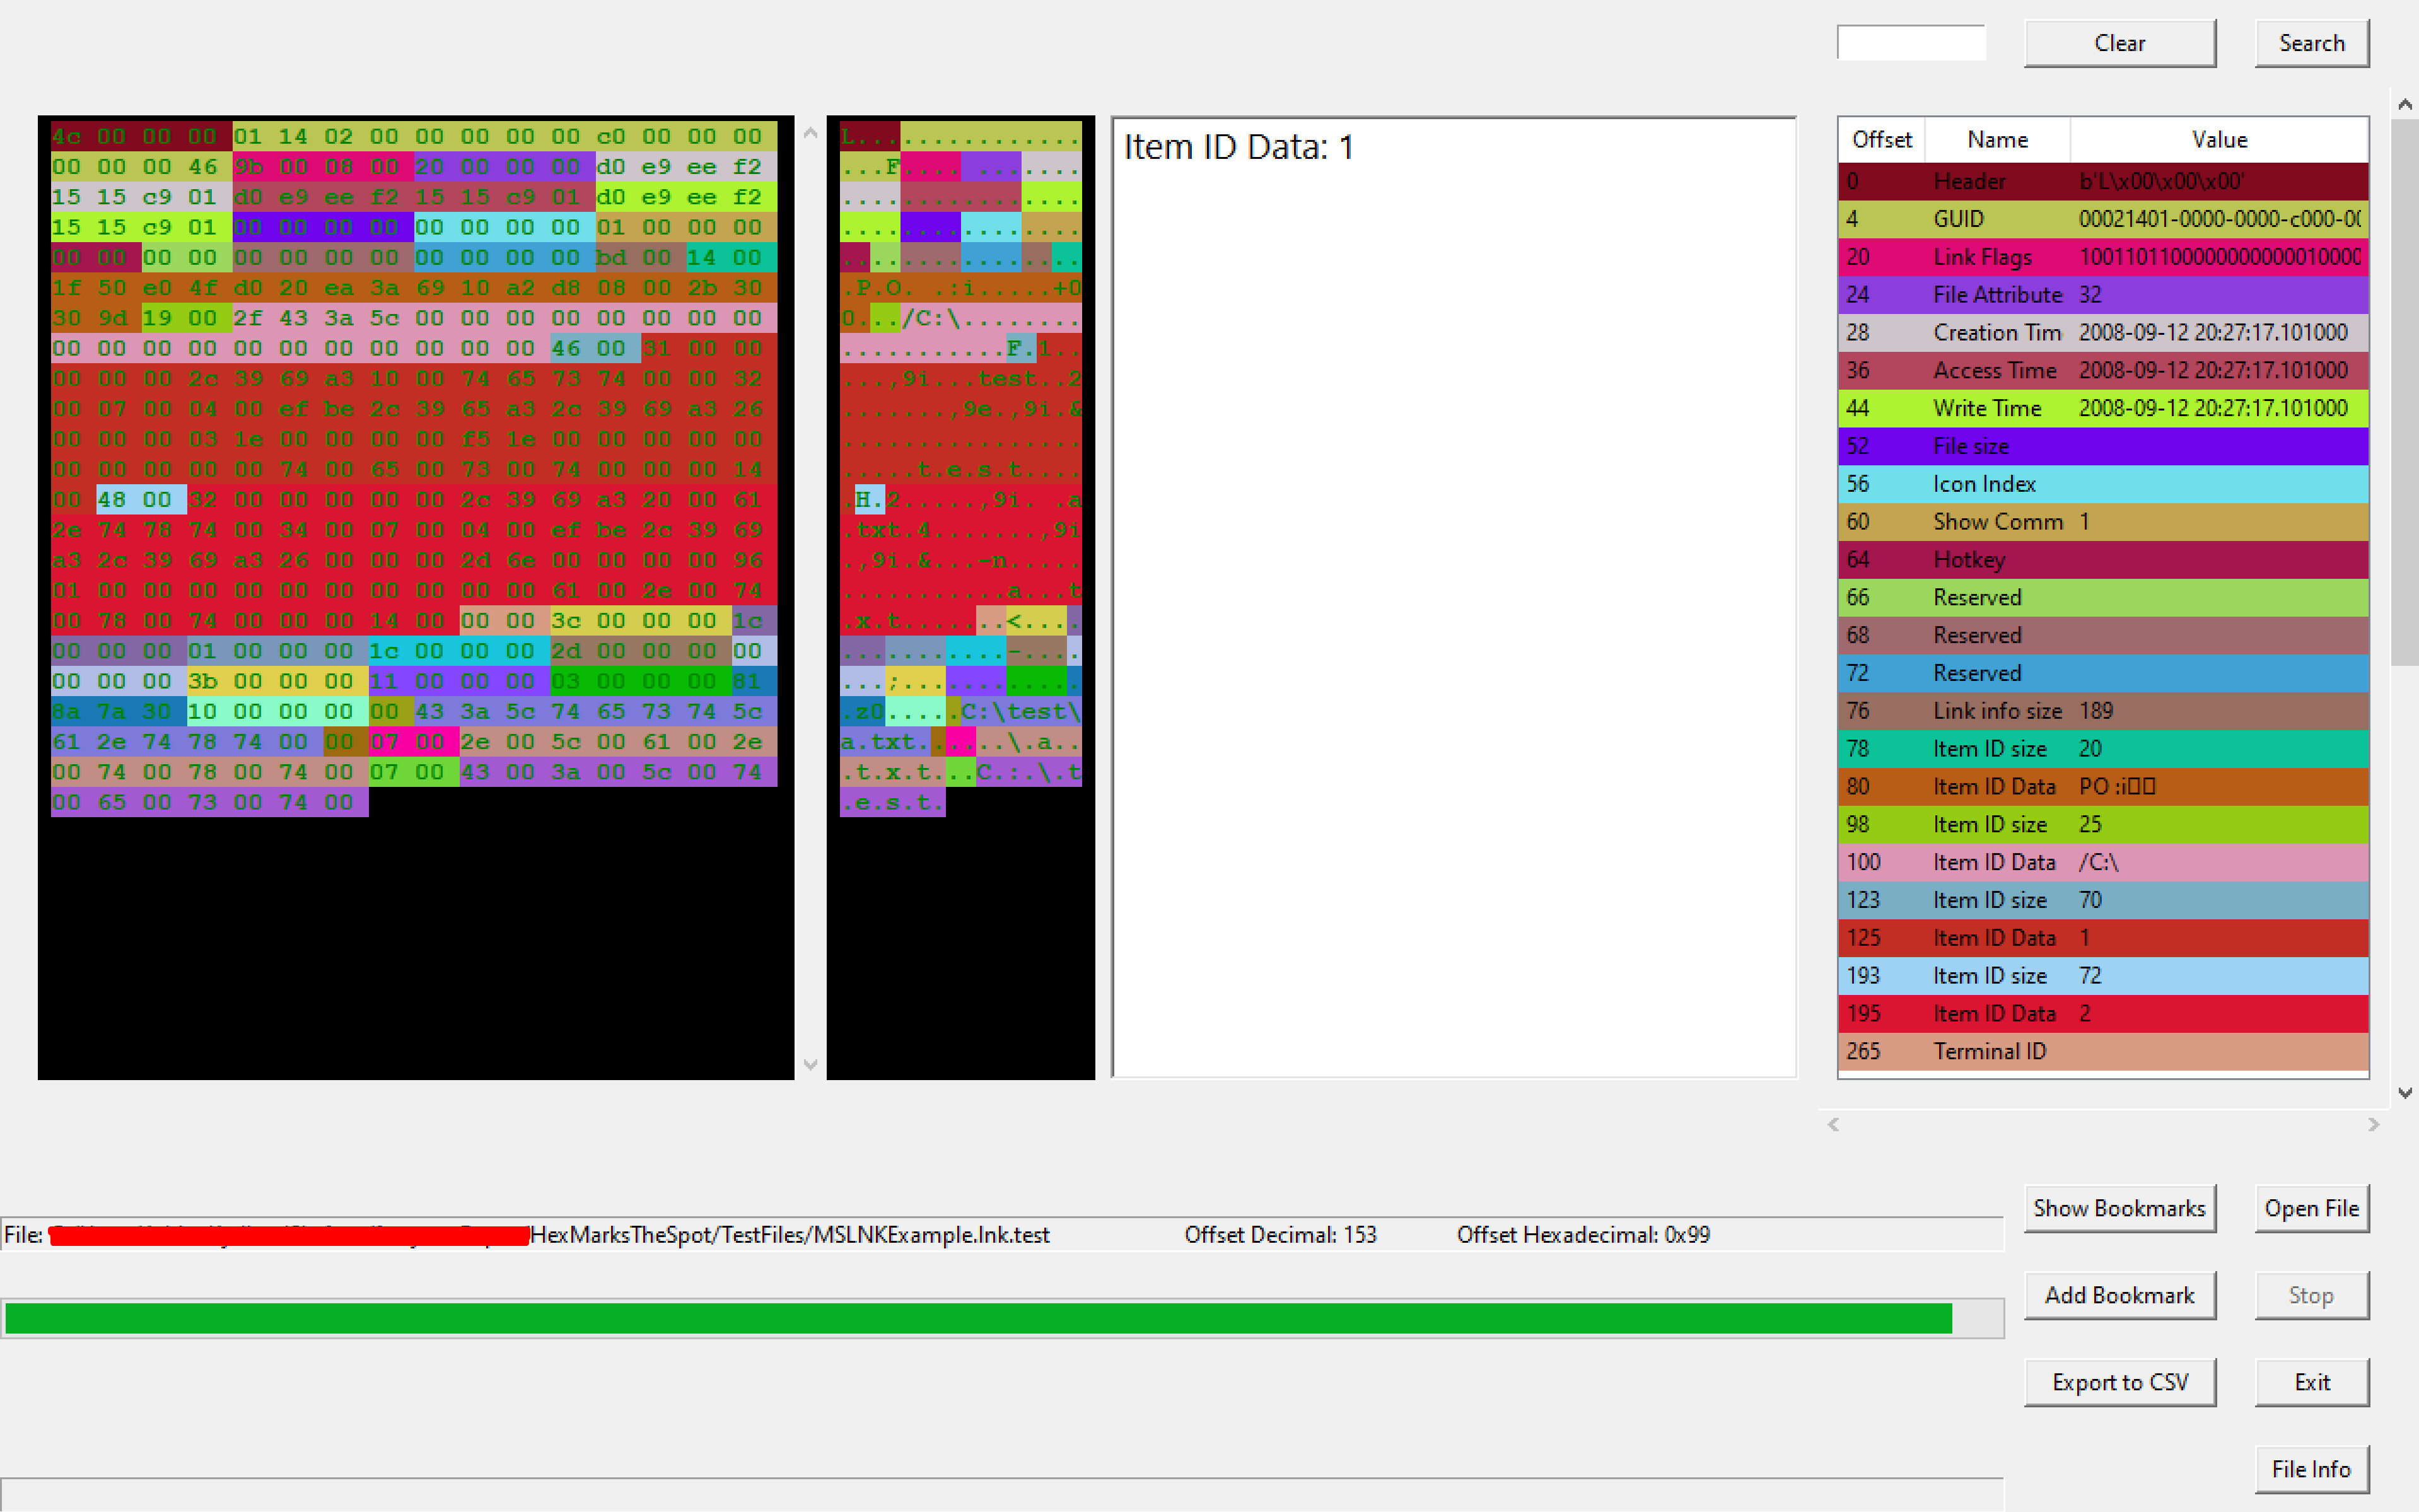 Clear Search
4c 00 00 00 01 14 02 00 00 00 00 00 c0 00 00 00
00 00 00 46 9b 00 08 00 20 00 00 00 d0 e9 ee f2
15 15 c9 01 d0 e9 ee f2 15 15 c9 01 d0 e9 ee f2
15 15 c9 01 00 00 00 00 00 00 00 00 01 00 00 00
00 00 00 00 00 00 00 00 00 00 00 00 bd 00 14 00
1f 50 e0 4f d0 20 ea 3a 69 10 a2 d8 08 00 2b 30
30 9d 19 00 2f 43 3a 5c 00 00 00 00 00 00 00 00
00 00 00 00 00 00 00 00 00 00 00 46 00 31 00 00
00 00 00 2c 39 69 a3 10 00 74 65 73 74 00 00 32
00 07 00 04 00 ef be 2c 39 65 a3 2c 39 69 a3 26
00 00 00 03 1e 00 00 00 00 f5 1e 00 00 00 00 00
00 00 00 00 00 74 00 65 00 73 00 74 00 00 00 14
00 48 00 32 00 00 00 00 00 2c 39 69 a3 20 00 61
2e 74 78 74 00 34 00 07 00 04 00 ef be 2c 39 69
a3 2c 39 69 a3 26 00 00 00 2d 6e 00 00 00 00 96
01 00 00 00 00 00 00 00 00 00 00 61 00 2e 00 74
00 78 00 74 00 00 00 14 00 00 00 3c 00 00 00 1c
00 00 00 01 00 00 00 1c 00 00 00 2d 00 00 00 00
00 00 00 3b 00 00 00 11 00 00 00 03 00 00 00 81
8a 7a 30 10 00 00 00 00 43 3a 5c 74 65 73 74 5c
61 2e 74 78 74 00 00 07 00 2e 00 5c 00 61 00 2e
00 74 00 78 00 74 00 07 00 43 00 3a 00 5c 00 74
00 65 00 73 00 74 00
L...............
...F.... .......
................
................
................
.P.O. .:i.....+0
0.../C:\........
...........F.1..
...,9i...test..2
.......,9e.,9i.&
................
.....t.e.s.t....
.H.2.....,9i. .a
.txt.4.......,9i
.,9i.&...-n.....
...........a...t
.x.t.......<....
...........-....
...;............
.z0.....C:\test\
a.txt......\.a..
.t.x.t...C.:.\.t
.e.s.t.
Item ID Data: 1
Offset Name Value
0 Header b'L\x00\x00\x00'
4 GUID 00021401-0000-0000-c000-0(
20 Link Flags 1001101100000000000010000
24 File Attribute 32
28 Creation Tim 2008-09-12 20:27:17.101000
36 Access Time 2008-09-12 20:27:17.101000
44 Write Time 2008-09-12 20:27:17.101000
52 File size
56 Icon Index
60 Show Comm 1
64 Hotkey
66 Reserved
68 Reserved
72 Reserved
76 Link info size 189
78 Item ID size 20
80 Item ID Data PO :i▯▯
98 Item ID size 25
100 Item ID Data /C:\
123 Item ID size 70
125 Item ID Data 1
193 Item ID size 72
195 Item ID Data 2
265 Terminal ID
File: /HexMarksTheSpot/TestFiles/MSLNKExample.lnk.test Offset Decimal: 153 Offset Hexadecimal: 0x99
Show Bookmarks Open File
Add Bookmark Stop
Export to CSV Exit
File Info